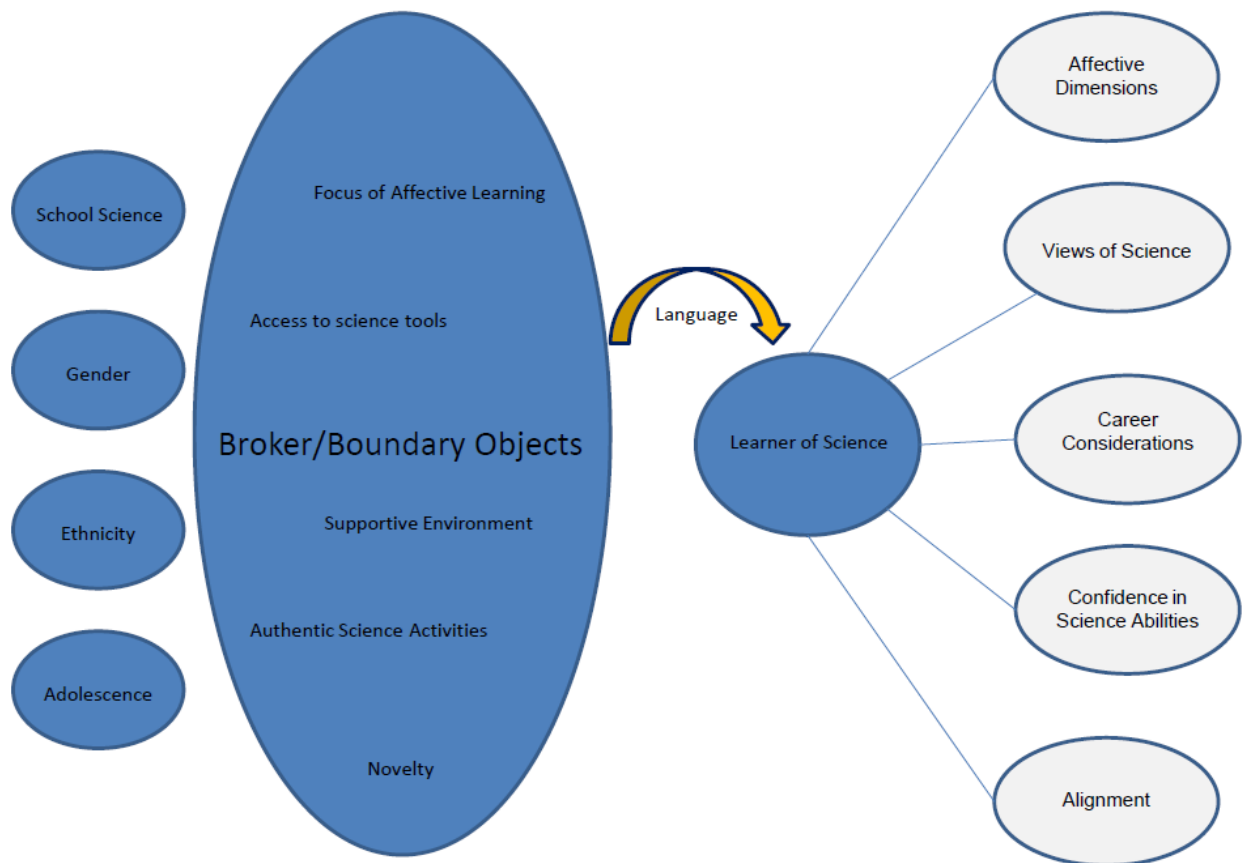 School Science
Gender
Ethnicity
Adolescence
Focus of Affective Learning
Access to science tools
Broker/Boundary Objects
Supportive Environment
Authentic Science Activities
Novelty
Language
Learner of Science
Affective
Dimensions
Views of Science
Career
Considerations
Confidence in
Science Abilities
Alignment